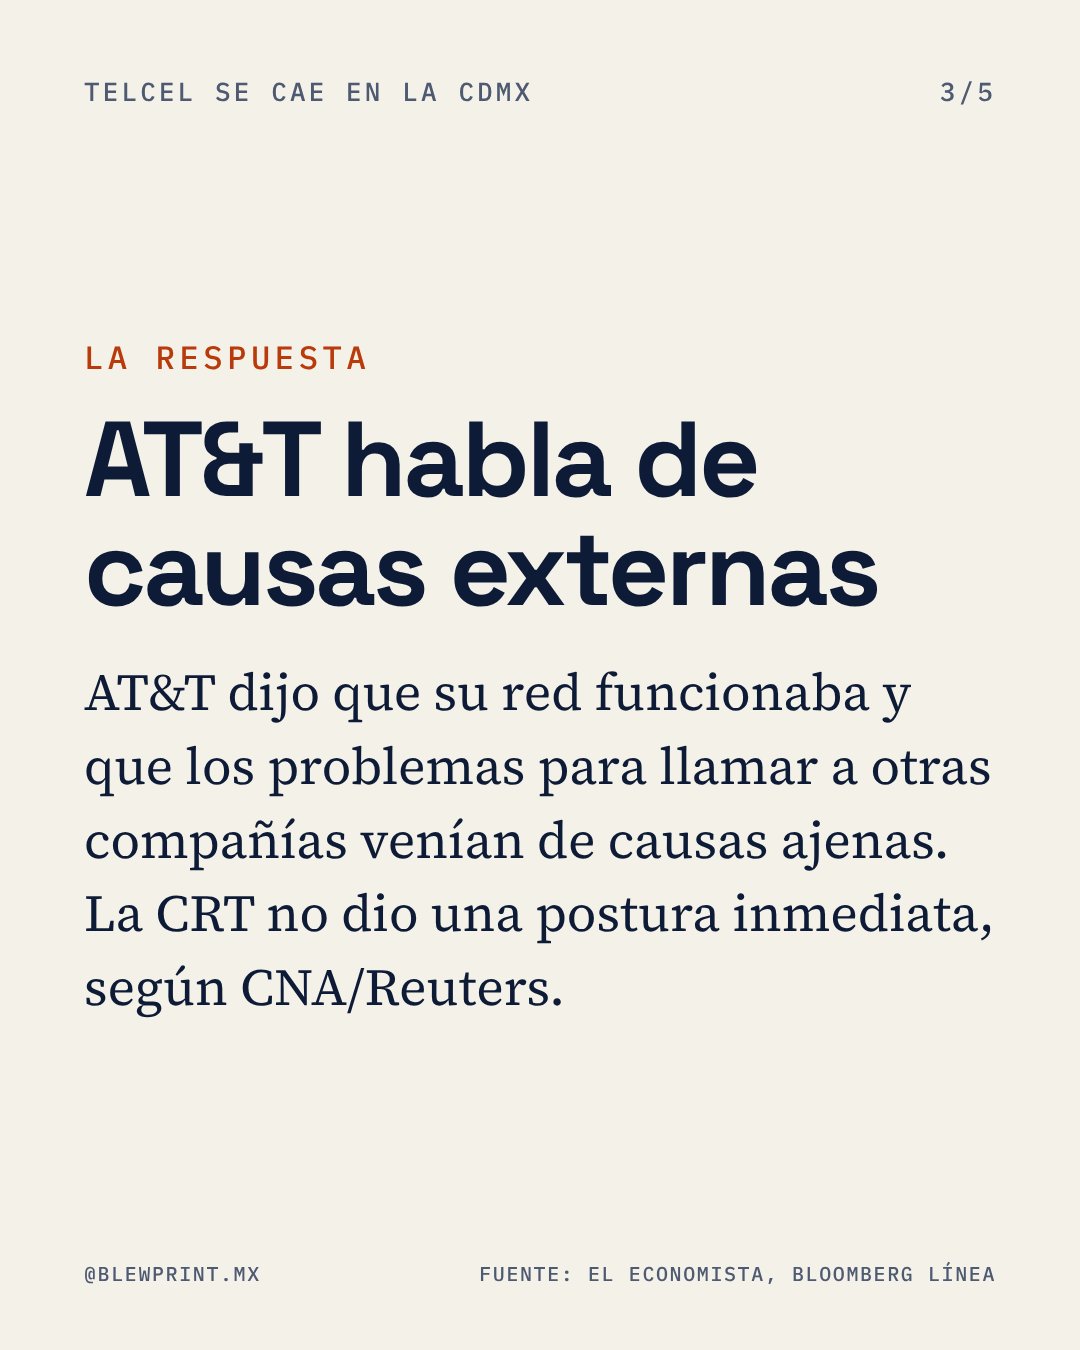 TELCEL SE CAE EN LA CDMX
3/5
LA RESPUESTA
AT&T habla de
causas externas
AT&T dijo que su red funcionaba y
que los problemas para llamar a otras
compañías venían de causas ajenas.
La CRT no dio una postura inmediata,
según CNA/Reuters.
@BLEWPRINT.MX
FUENTE: EL ECONOMISTA, BLOOMBERG LÍNEA